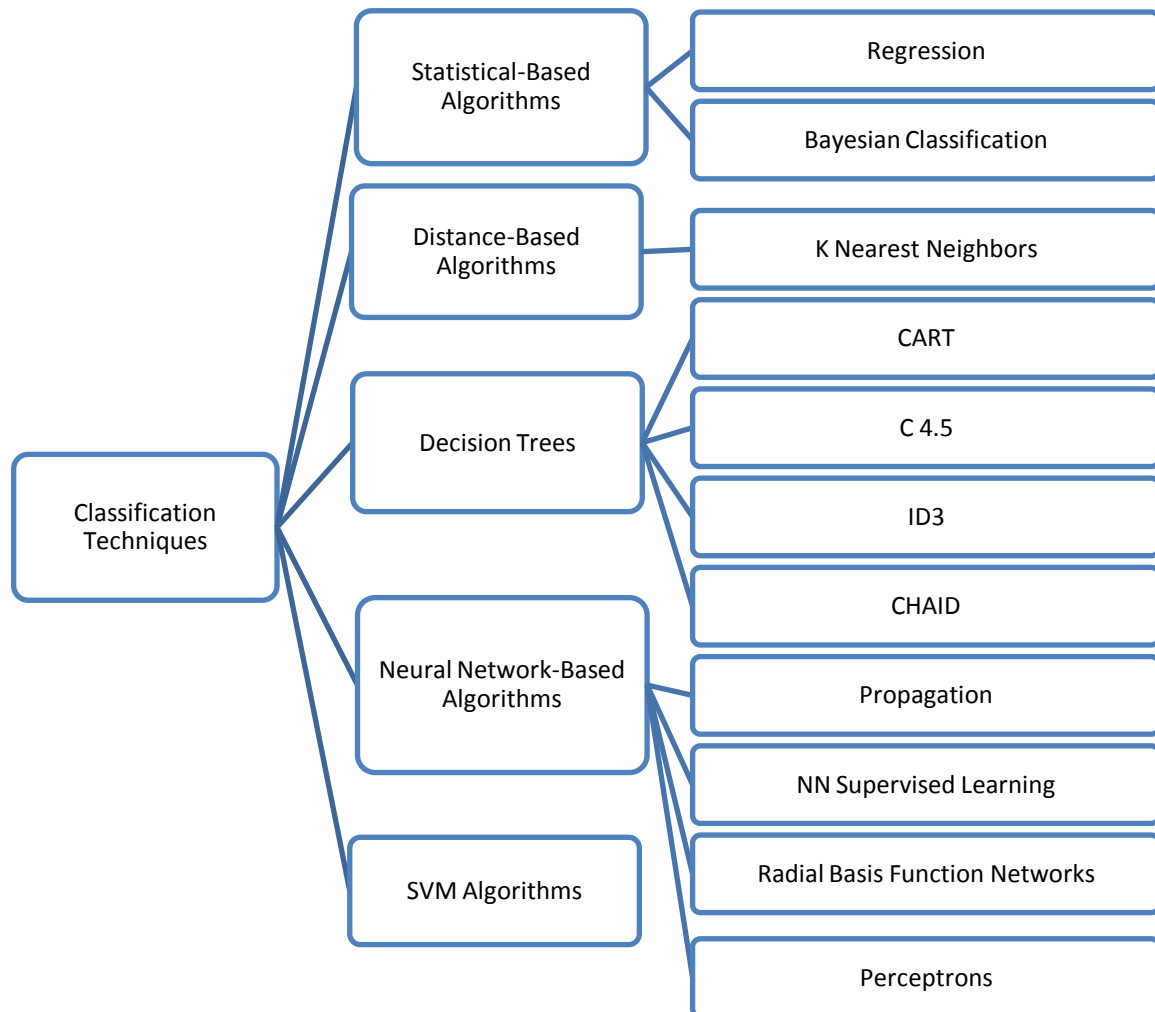 Classification
Techniques
Statistical-Based
Algorithms
Regression
Bayesian Classification
Distance-Based
Algorithms
K Nearest Neighbors
Decision Trees
CART
C 4.5
ID3
CHAID
Neural Network-Based
Algorithms
Propagation
NN Supervised Learning
Radial Basis Function Networks
Perceptrons
SVM Algorithms